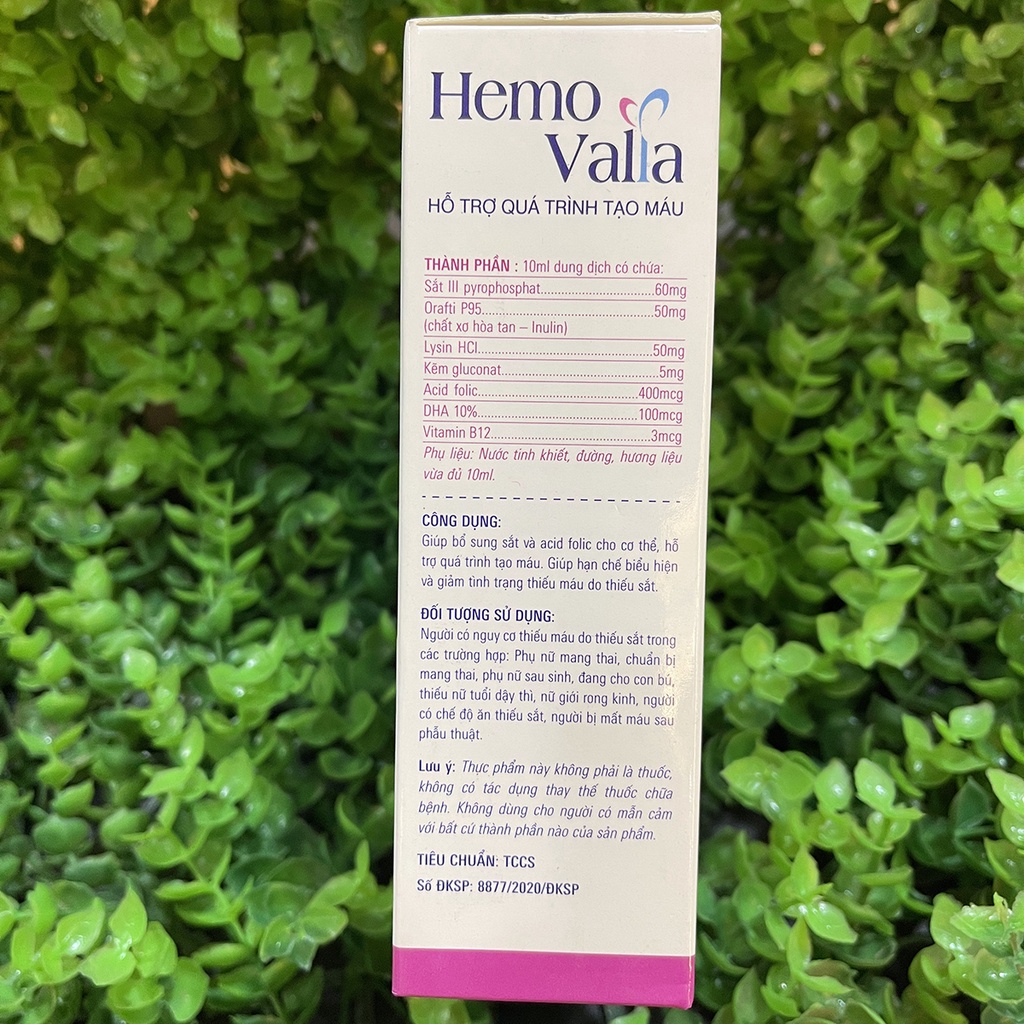 Hemo
Valia
HỖ TRỢ QUÁ TRÌNH TẠO MÁU
THÀNH PHẦN : 10ml dung dịch có chứa:
Sắt III pyrophosphat..............................60mg
Orafti P95..............................................50mg
(chất xơ hòa tan – Inulin)
Lysin HCl..............................................50mg
Kẽm gluconat..........................................5mg
Acid folic..........................................400mcg
DHA 10%..........................................100mcg
Vitamin B12..........................................3mcg
Phụ liệu: Nước tinh khiết, đường, hương liệu
vừa đủ 10ml.
CÔNG DỤNG:
Giúp bổ sung sắt và acid folic cho cơ thể, hỗ
trợ quá trình tạo máu. Giúp hạn chế biểu hiện
và giảm tình trạng thiếu máu do thiếu sắt.
ĐỐI TƯỢNG SỬ DỤNG:
Người có nguy cơ thiếu máu do thiếu sắt trong
các trường hợp: Phụ nữ mang thai, chuẩn bị
mang thai, phụ nữ sau sinh, đang cho con bú,
thiếu nữ tuổi dậy thì, nữ giới rong kinh, người
có chế độ ăn thiếu sắt, người bị mất máu sau
phẫu thuật.
Lưu ý: Thực phẩm này không phải là thuốc,
không có tác dụng thay thế thuốc chữa
bệnh. Không dùng cho người có mẫn cảm
với bất cứ thành phần nào của sản phẩm.
TIÊU CHUẨN: TCCS
Số ĐKSP: 8877/2020/ĐKSP